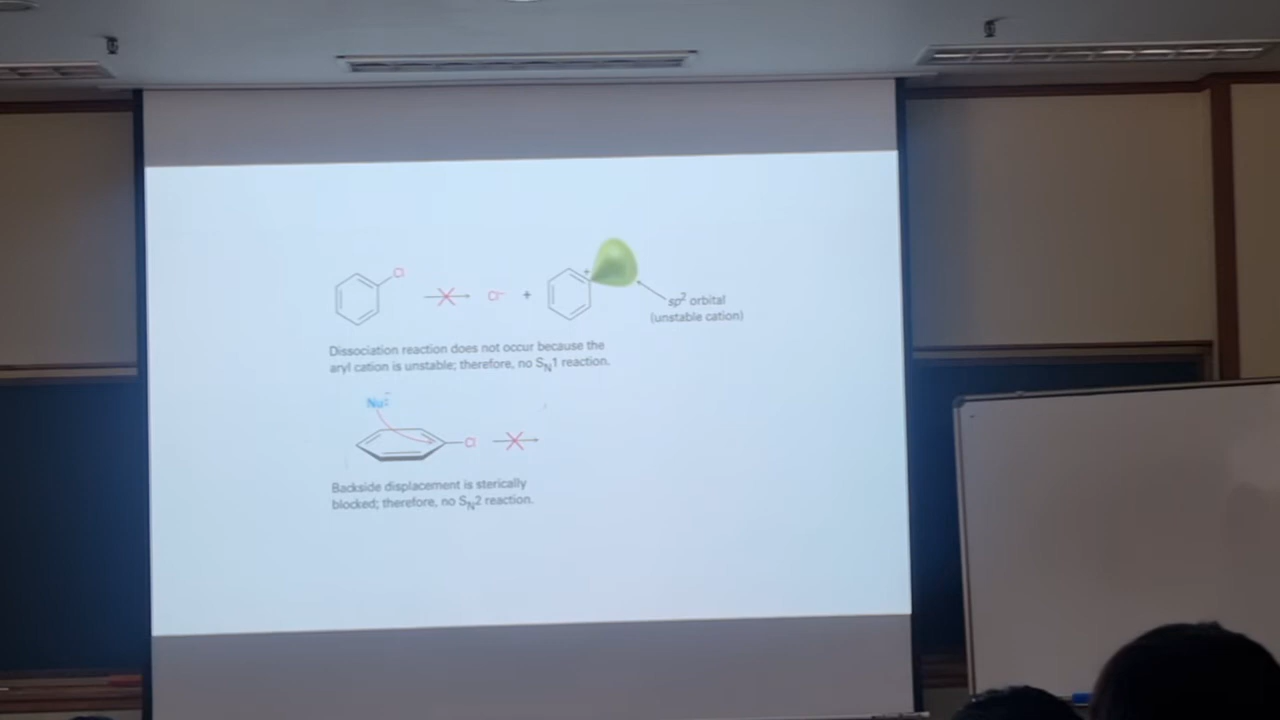 Cl
Cl⁻ +
+
sp² orbital
(unstable cation)
Dissociation reaction does not occur because the
aryl cation is unstable; therefore, no SN1 reaction.
Nu:⁻
Cl
Backside displacement is sterically
blocked; therefore, no SN2 reaction.